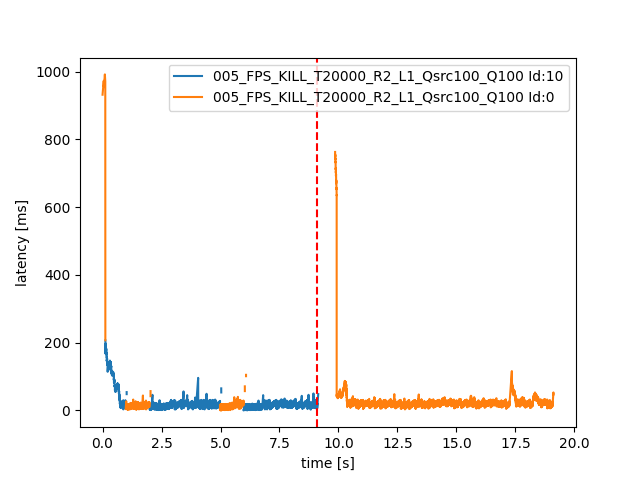 005_FPS_KILL_T20000_R2_L1_Qsrc100_Q100 Id:10
005_FPS_KILL_T20000_R2_L1_Qsrc100_Q100 Id:0
1000
800
600
400
200
0
latency [ms]
0.0 2.5 5.0 7.5 10.0 12.5 15.0 17.5 20.0
time [s]